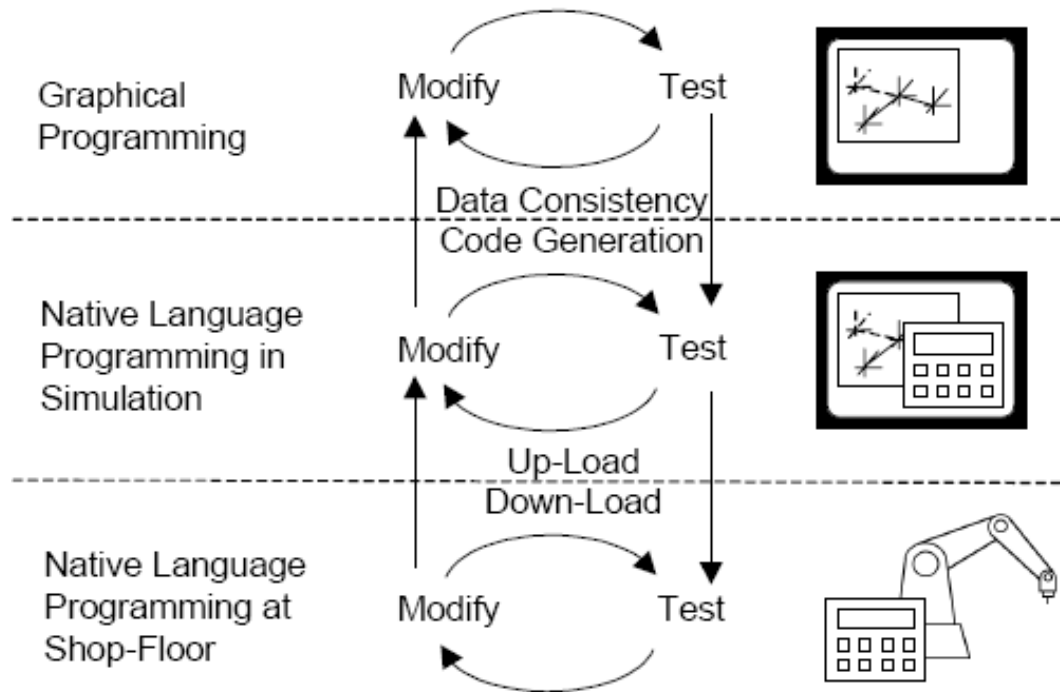 Graphical
Programming
Modify
Test
Data Consistency
Code Generation
Native Language
Programming in
Simulation
Modify
Test
Up-Load
Down-Load
Native Language
Programming at
Shop-Floor
Modify
Test